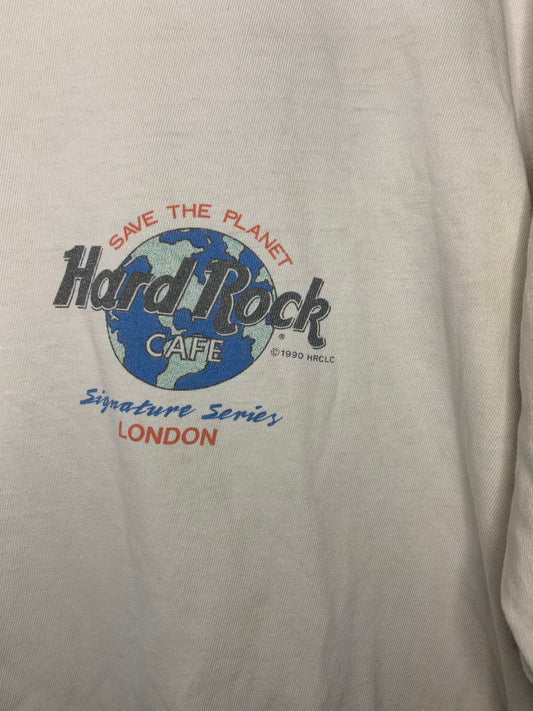 SAVE THE PLANET
Hard Rock
®
CAFE
©1990 HRCLC
Signature Series
LONDON